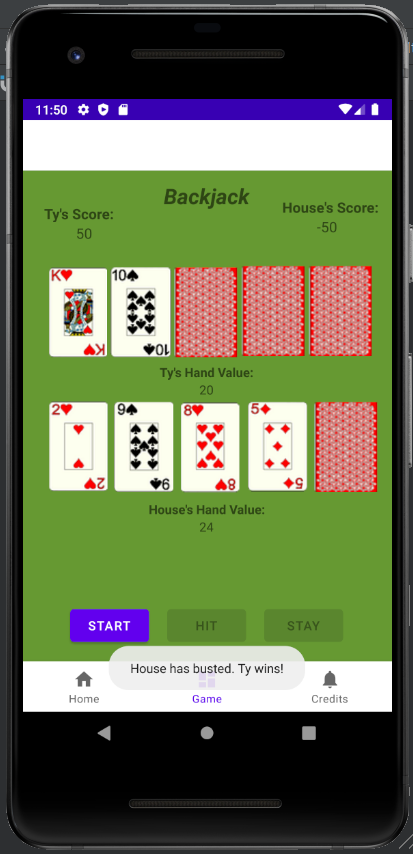 11:50
Backjack
Ty's Score:
50
House's Score:
-50
K
K
10
10
Ty's Hand Value:
20
2
2
9
9
8
8
5
5
House's Hand Value:
24
START
HIT
STAY
House has busted. Ty wins!
Home
Game
Credits